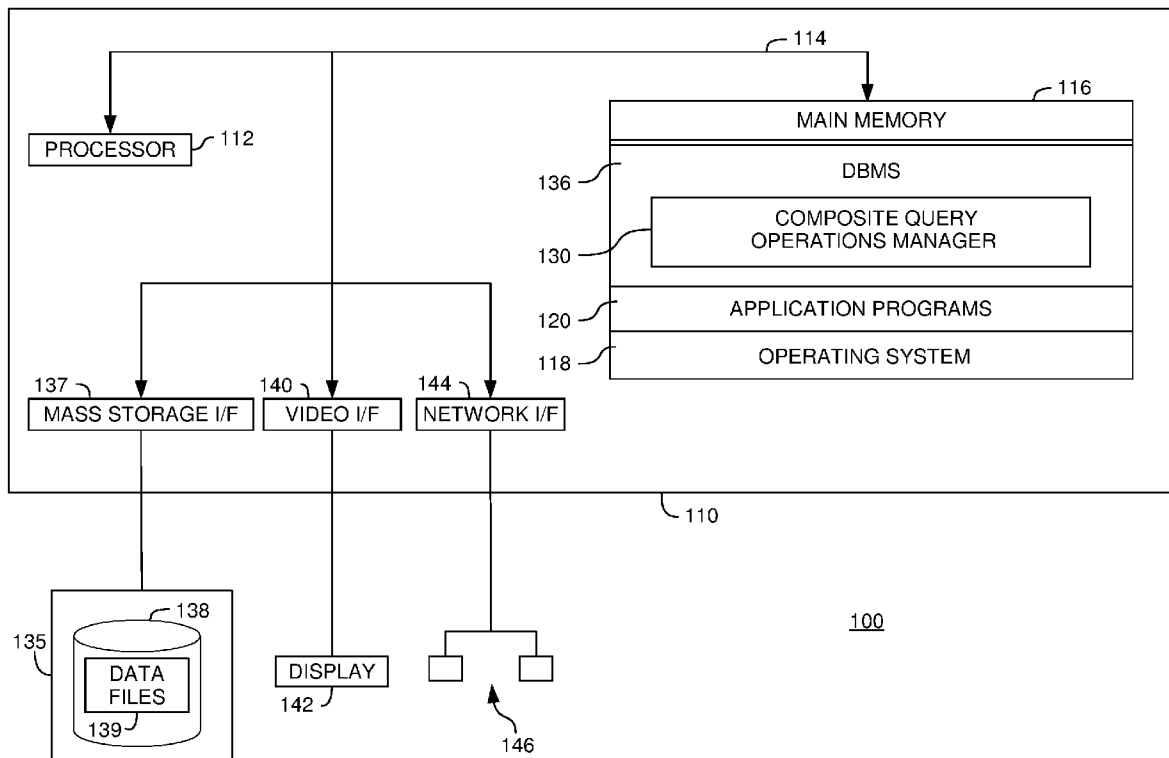 114
116
MAIN MEMORY
PROCESSOR
112
136
DBMS
COMPOSITE QUERY
OPERATIONS MANAGER
130
120
APPLICATION PROGRAMS
118
OPERATING SYSTEM
137
140
144
MASS STORAGE I/F
VIDEO I/F
NETWORK I/F
110
138
135
DATA
FILES
139
DISPLAY
142
146
100